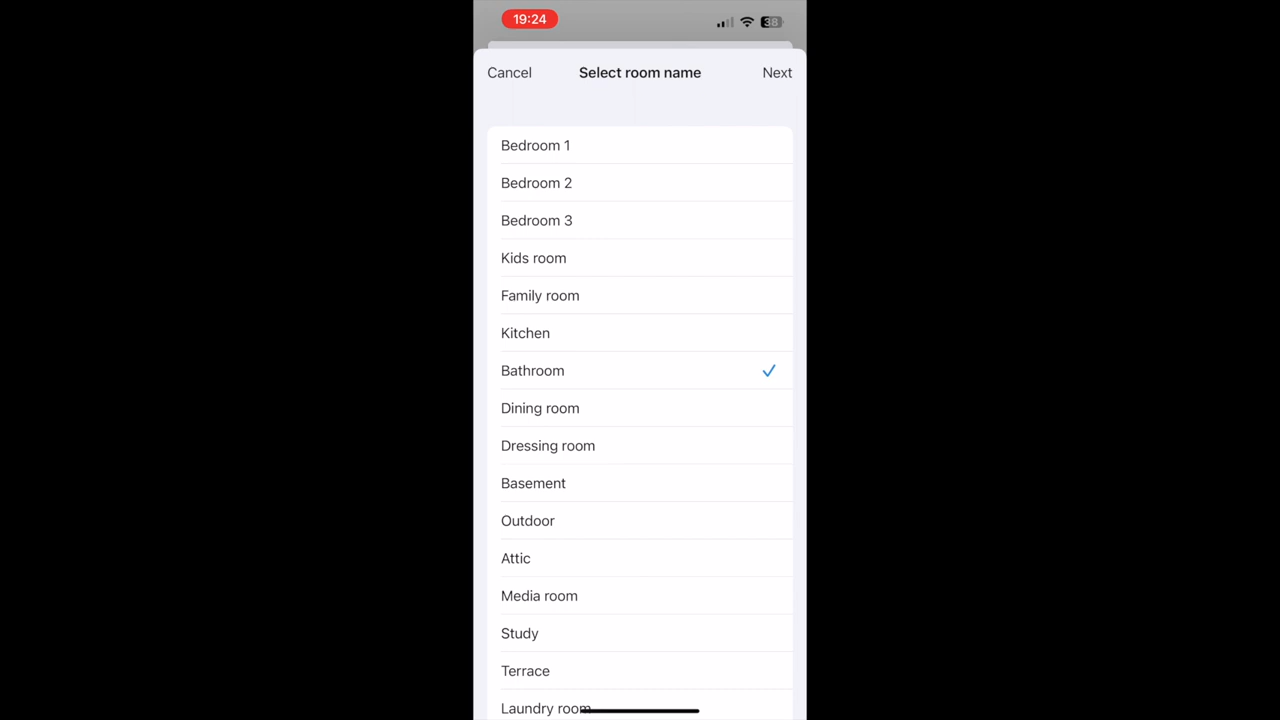 19:24 38
Cancel Select room name Next
Bedroom 1
Bedroom 2
Bedroom 3
Kids room
Family room
Kitchen
Bathroom
Dining room
Dressing room
Basement
Outdoor
Attic
Media room
Study
Terrace
Laundry room